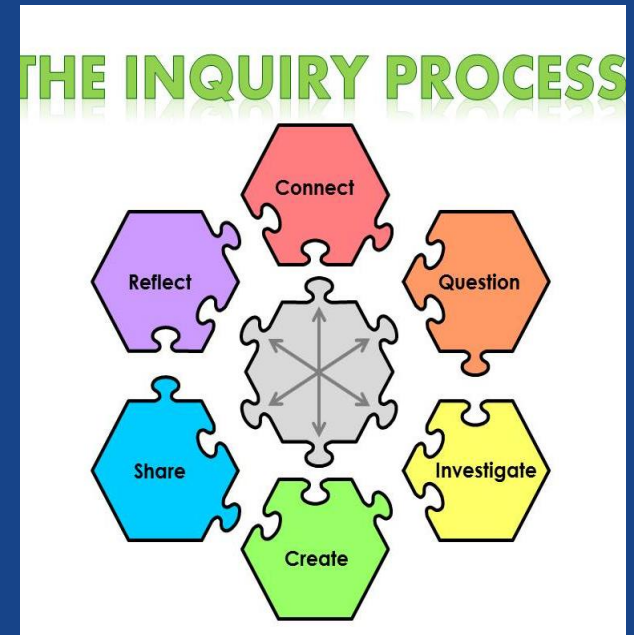 THE INQUIRY PROCESS
Connect
Question
Investigate
Create
Share
Reflect